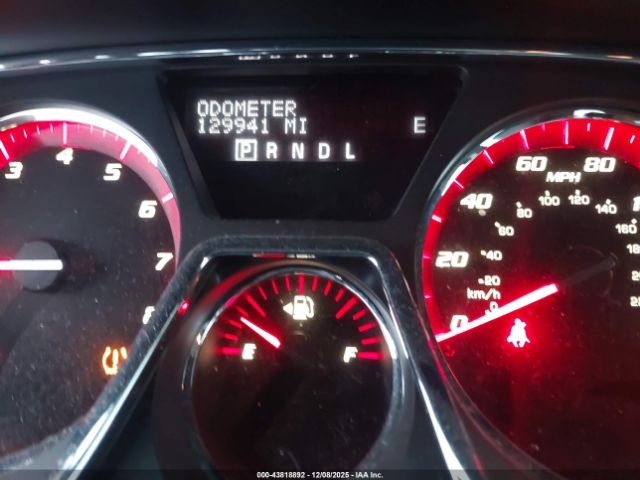 ODOMETER
129941 MI E
P R N D L
3 4 5 6 7 8
0 20 40 60 80
MPH
0 20 40 60 80 100 120 140 160
km/h
E F
000-43818892 | 12/08/2025 | IAA Inc.